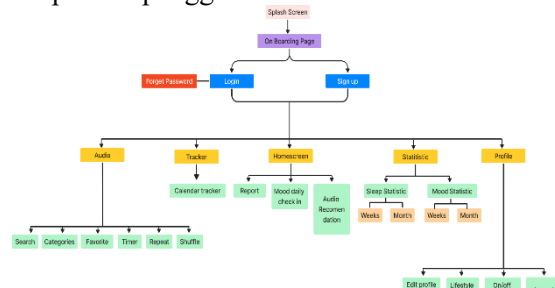 Splash Screen
On Boarding Page
Forget Password
Login
Sign up
Audio
Tracker
Homescreen
Statitistic
Profile
Calendar tracker
Report
Mood daily
check in
Audio
Recomen
dation
Sleep Statistic
Mood Statistic
Weeks
Month
Weeks
Month
Search
Categories
Favorite
Timer
Repeat
Shuffle
Edit profile
Lifestyle
On/off